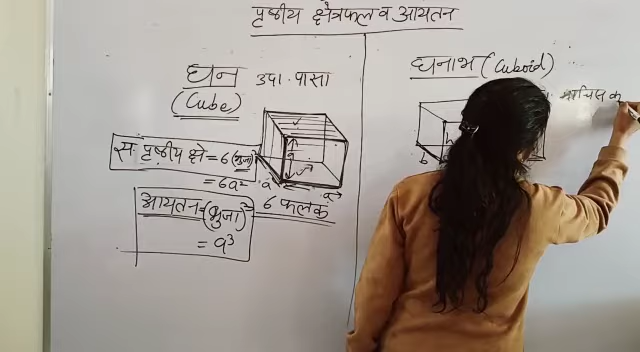 पृष्ठीय क्षेत्रफल व आयतन
घन उदा. पासा
(Cube)
स पृष्ठीय क्षे = 6 (भुजा)²
= 6a²
a
a
a
6 फलक
आयतन = (भुजा)³
= a³
घनाभ (Cuboid)
b